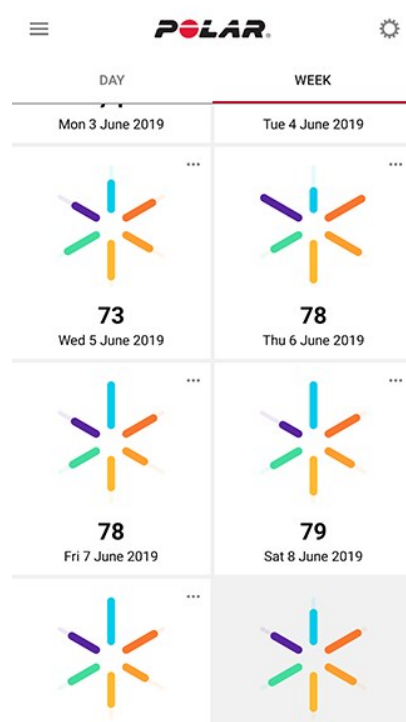 POLAR.
DAY WEEK
Mon 3 June 2019 Tue 4 June 2019
73 78
Wed 5 June 2019 Thu 6 June 2019
78 79
Fri 7 June 2019 Sat 8 June 2019